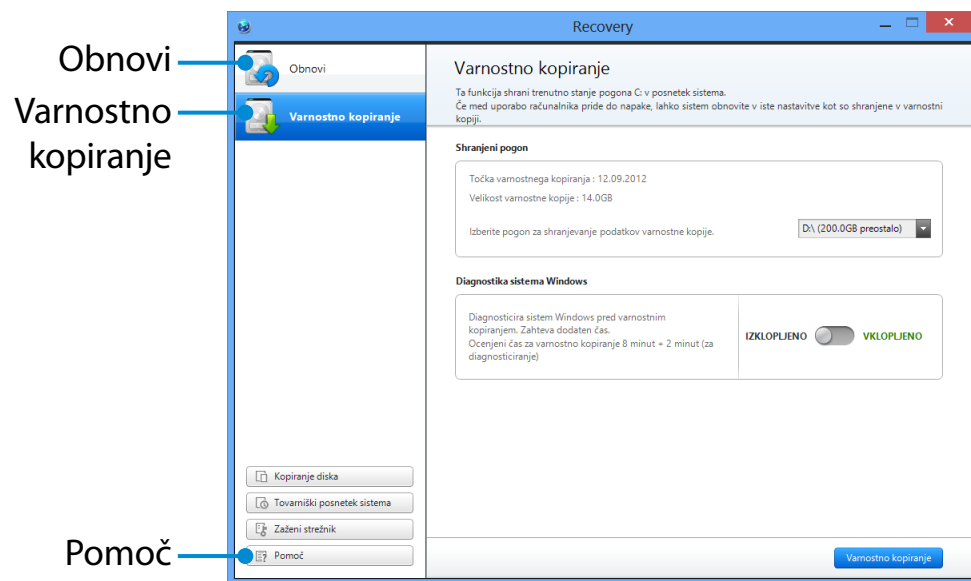 Recovery
Obnovi
Varnostno
kopiranje
Pomoč
Obnovi
Varnostno kopiranje
Kopiranje diska
Tovarniški posnetek sistema
Zaženi strežnik
Pomoč
Varnostno kopiranje
Ta funkcija shrani trenutno stanje pogona C: v posnetek sistema.
Če med uporabo računalnika pride do napake, lahko sistem obnovite v iste nastavitve kot so shranjene v varnostni
kopiji.
Shranjeni pogon
Točka varnostnega kopiranja : 12.09.2012
Velikost varnostne kopije : 14.0GB
Izberite pogon za shranjevanje podatkov varnostne kopije.
D:\ (200.0GB preostalo)
Diagnostika sistema Windows
Diagnosticira sistem Windows pred varnostnim
kopiranjem. Zahteva dodaten čas.
Ocenjeni čas za varnostno kopiranje 8 minut + 2 minut (za
diagnosticiranje)
IZKLOPLJENO
VKLOPLJENO
Varnostno kopiranje